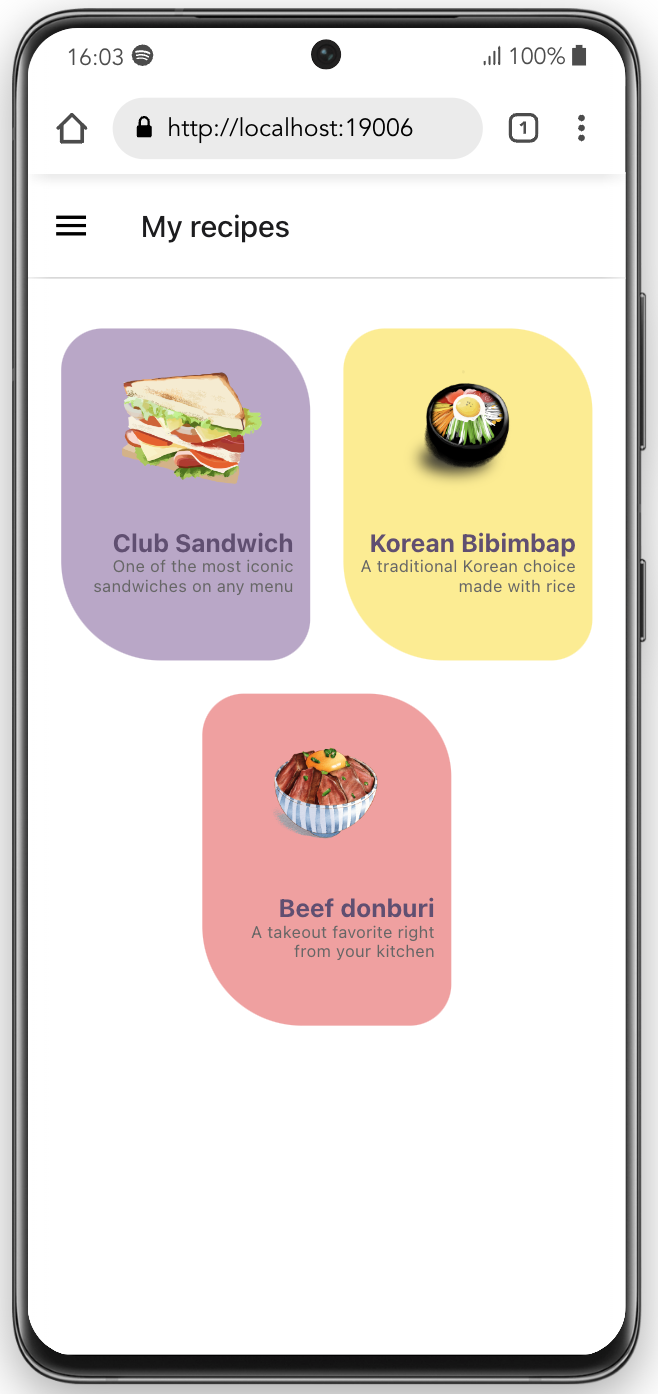 16:03
100%
http://localhost:19006
1
My recipes
Club Sandwich
One of the most iconic
sandwiches on any menu
Korean Bibimbap
A traditional Korean choice
made with rice
Beef donburi
A takeout favorite right
from your kitchen